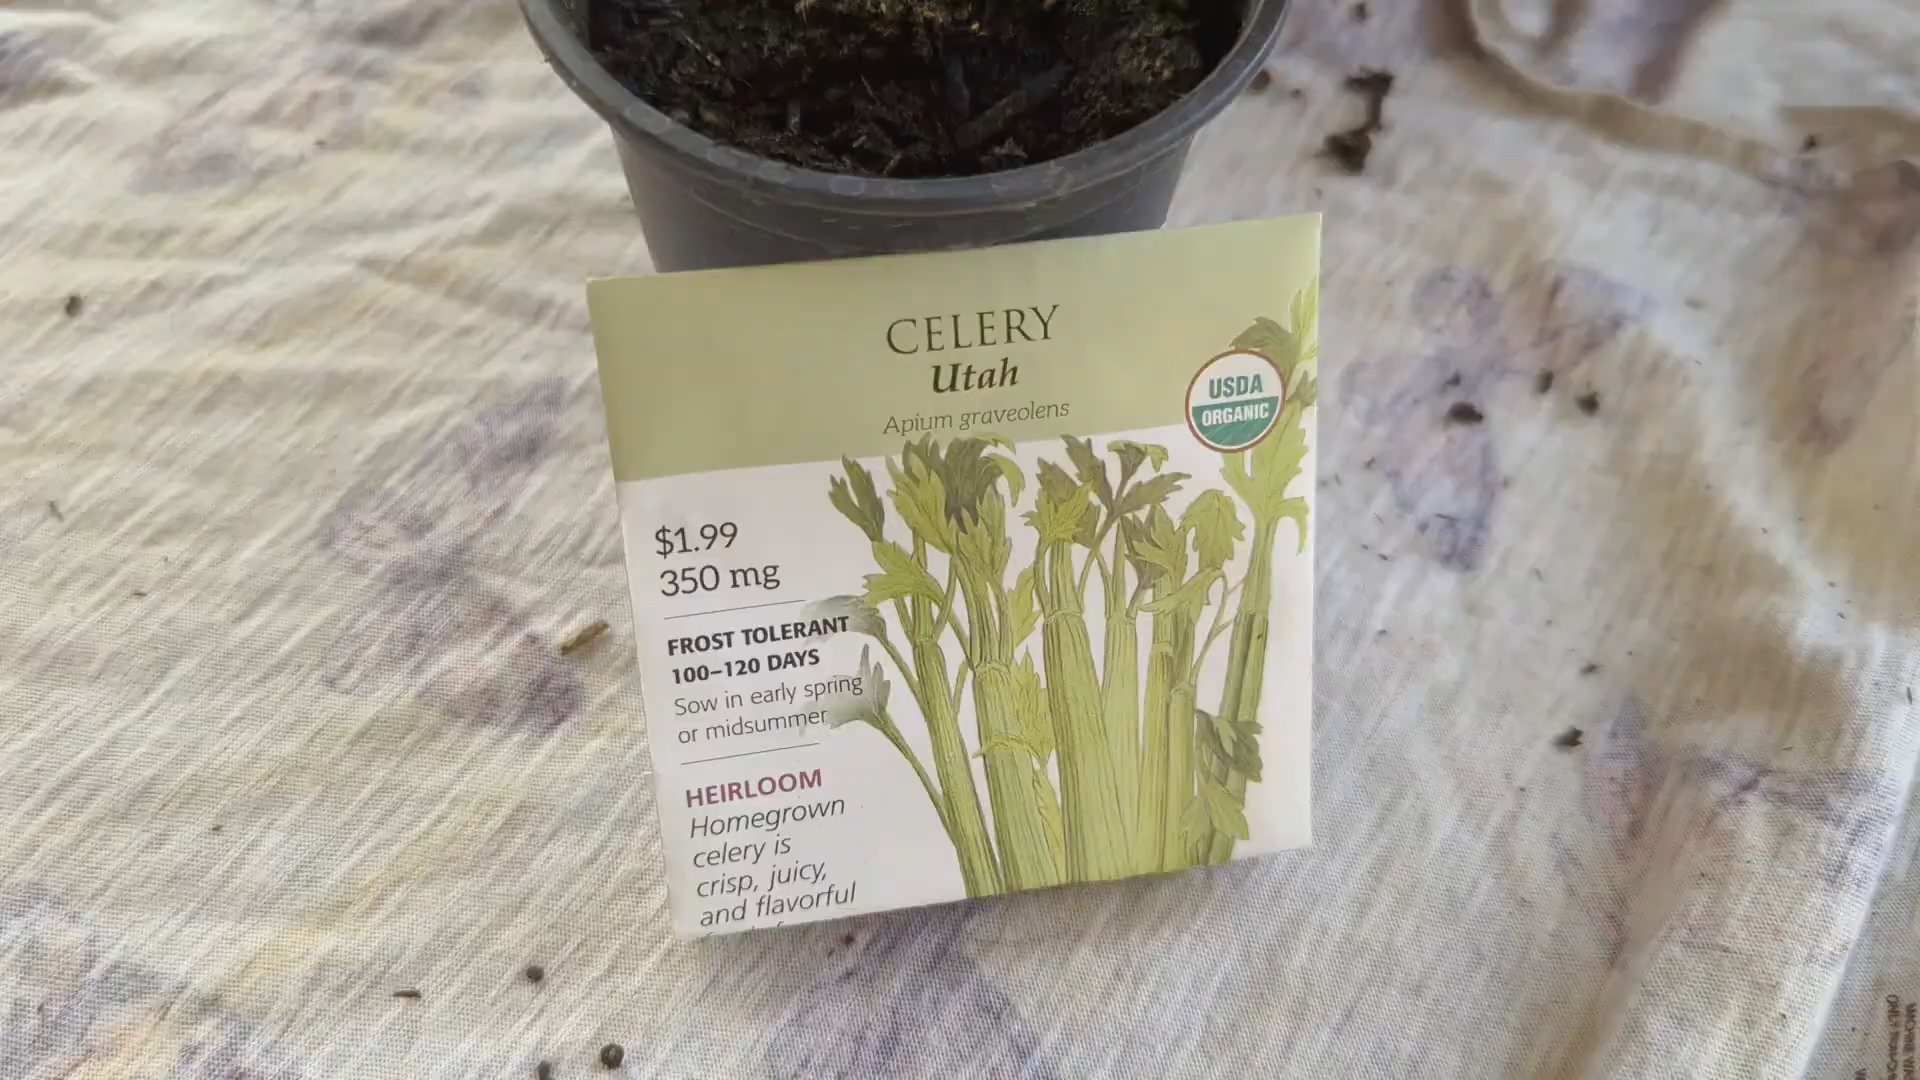 CELERY
Utah
Apium graveolens
USDA
ORGANIC
$1.99
350 mg
FROST TOLERANT
100–120 DAYS
Sow in early spring
or midsummer
HEIRLOOM
Homegrown
celery is
crisp, juicy,
and flavorful